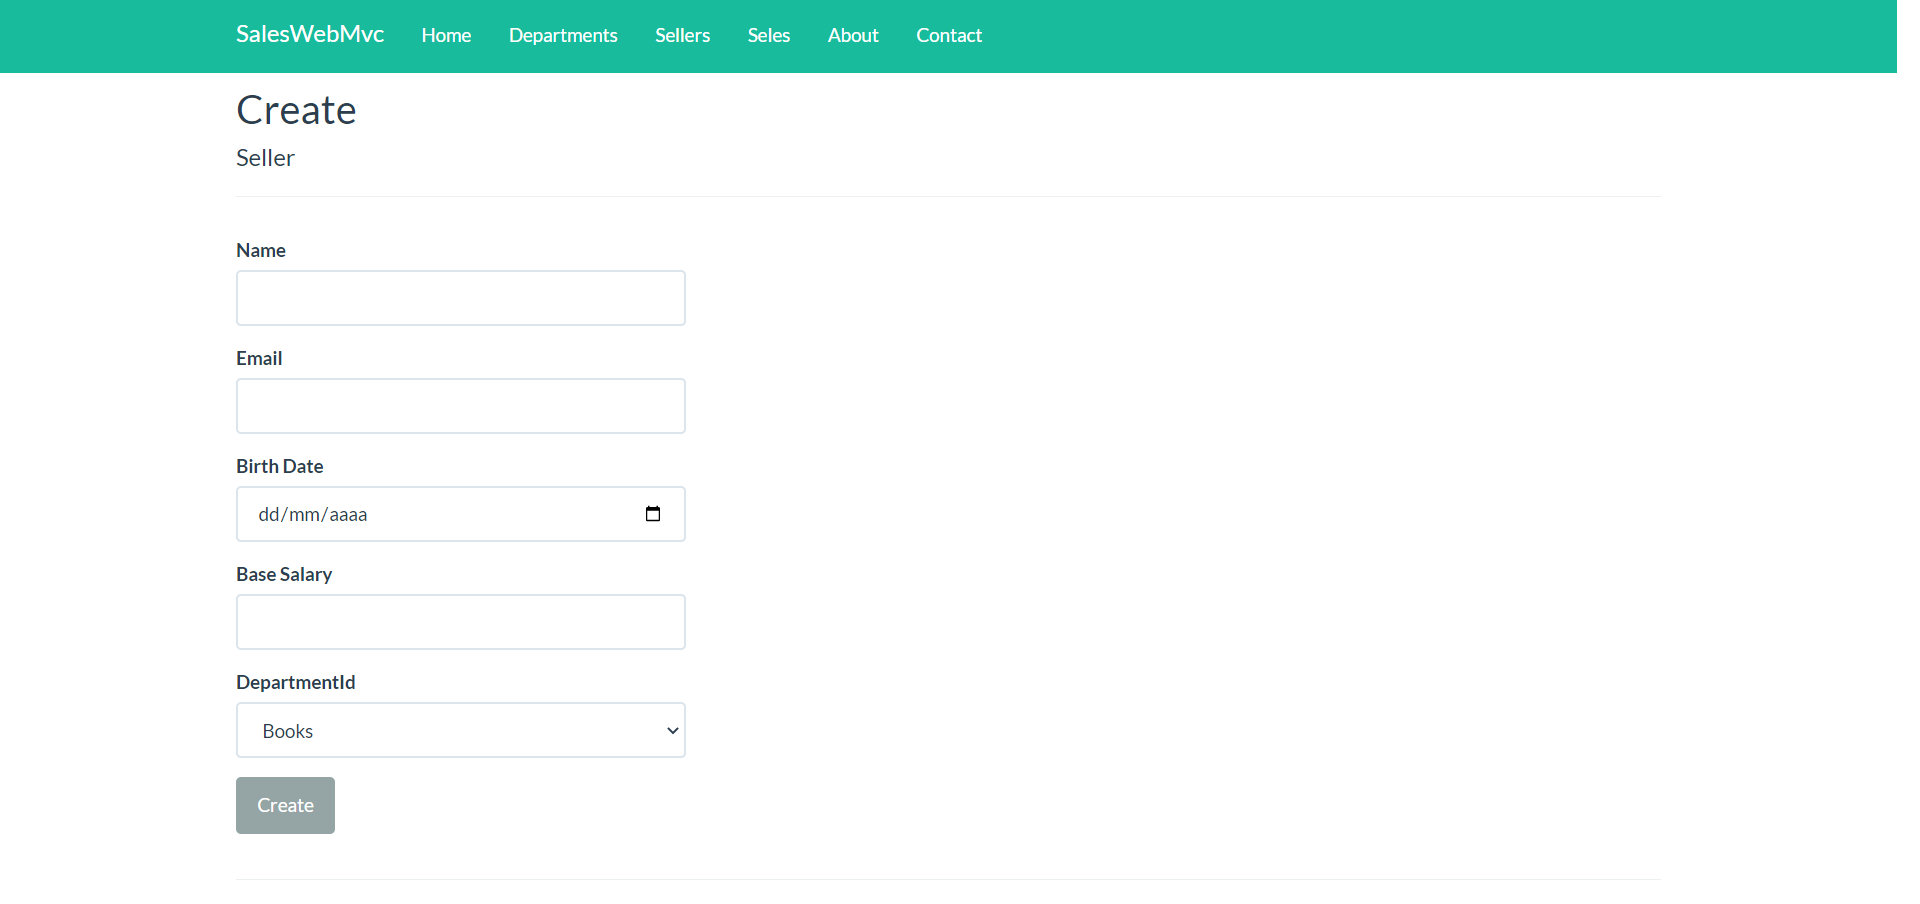 SalesWebMvc Home Departments Sellers Seles About Contact
Create
Seller
Name
Email
Birth Date
dd/mm/aaaa
Base Salary
DepartmentId
Books
Create